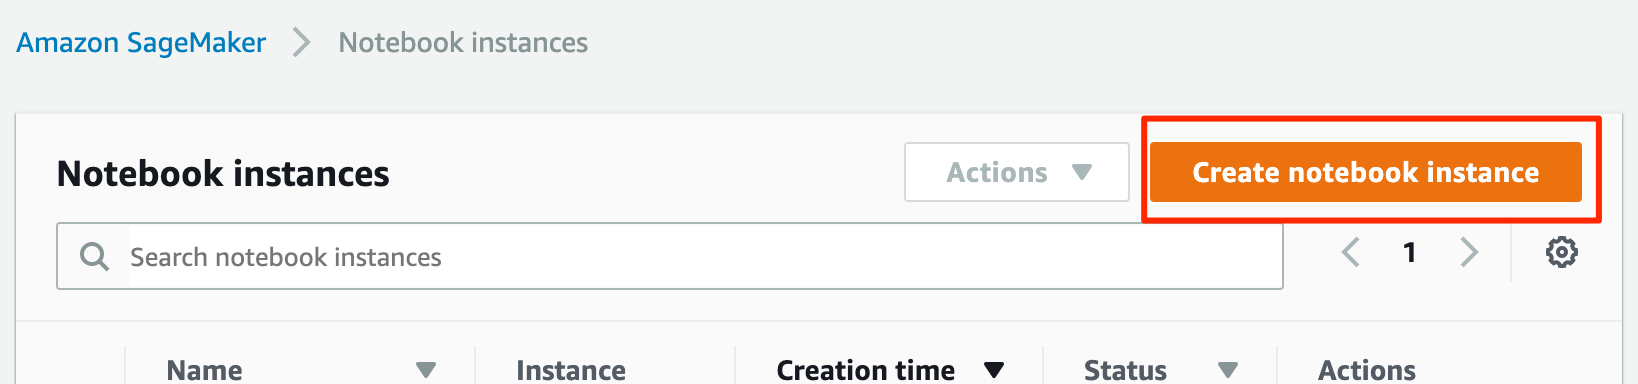 Amazon SageMaker > Notebook instances
Notebook instances
Actions
Create notebook instance
Search notebook instances
1
Name Instance Creation time Status Actions